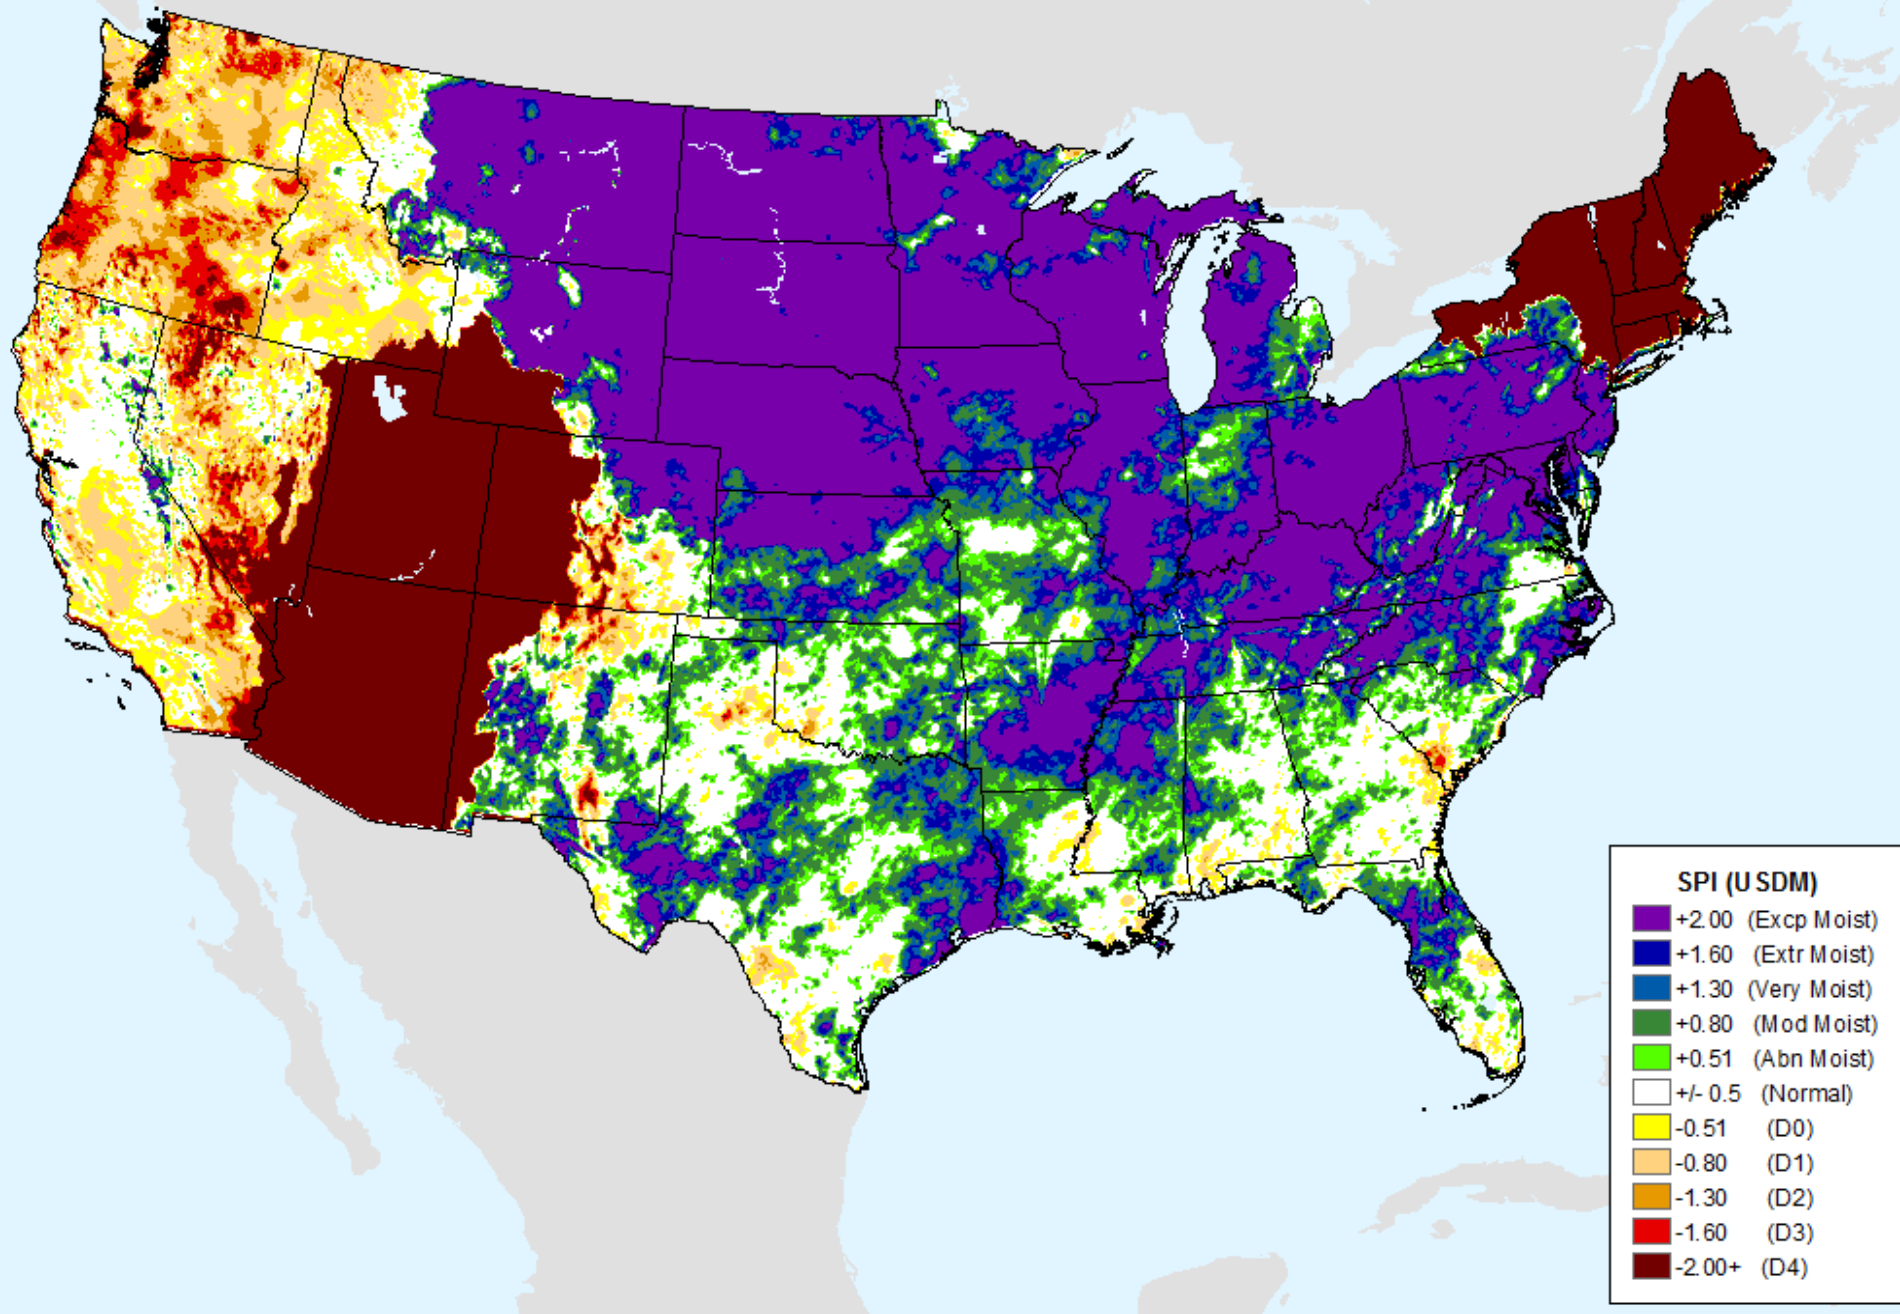 SPI (USDM)
+2.00 (Excp Moist)
+1.60 (Extr Moist)
+1.30 (Very Moist)
+0.80 (Mod Moist)
+0.51 (Abn Moist)
+/- 0.5 (Normal)
-0.51 (D0)
-0.80 (D1)
-1.30 (D2)
-1.60 (D3)
-2.00+ (D4)